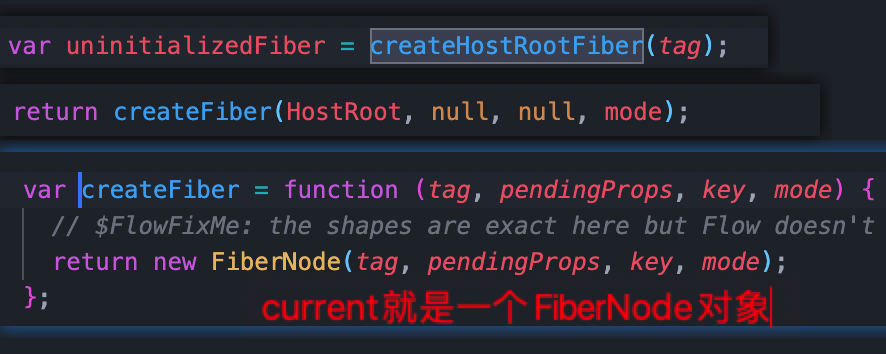 var uninitializedFiber = createHostRootFiber(tag);
return createFiber(HostRoot, null, null, mode);
var createFiber = function (tag, pendingProps, key, mode) {
// $FlowFixMe: the shapes are exact here but Flow doesn't
return new FiberNode(tag, pendingProps, key, mode);
};
current就是一个FiberNode对象